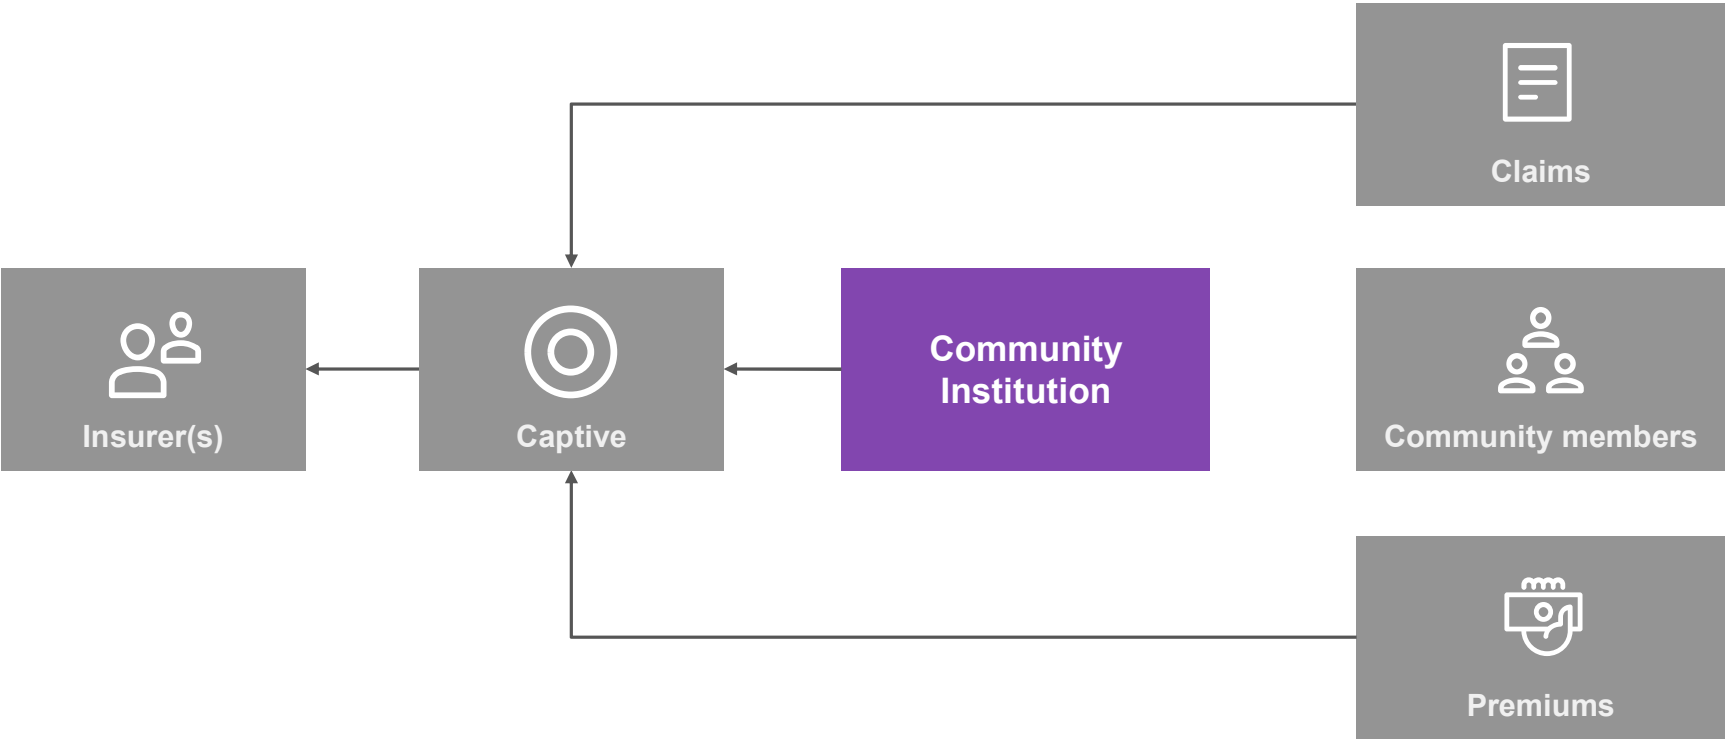 Claims
Insurer(s)
Captive
Community
Institution
Community members
Premiums